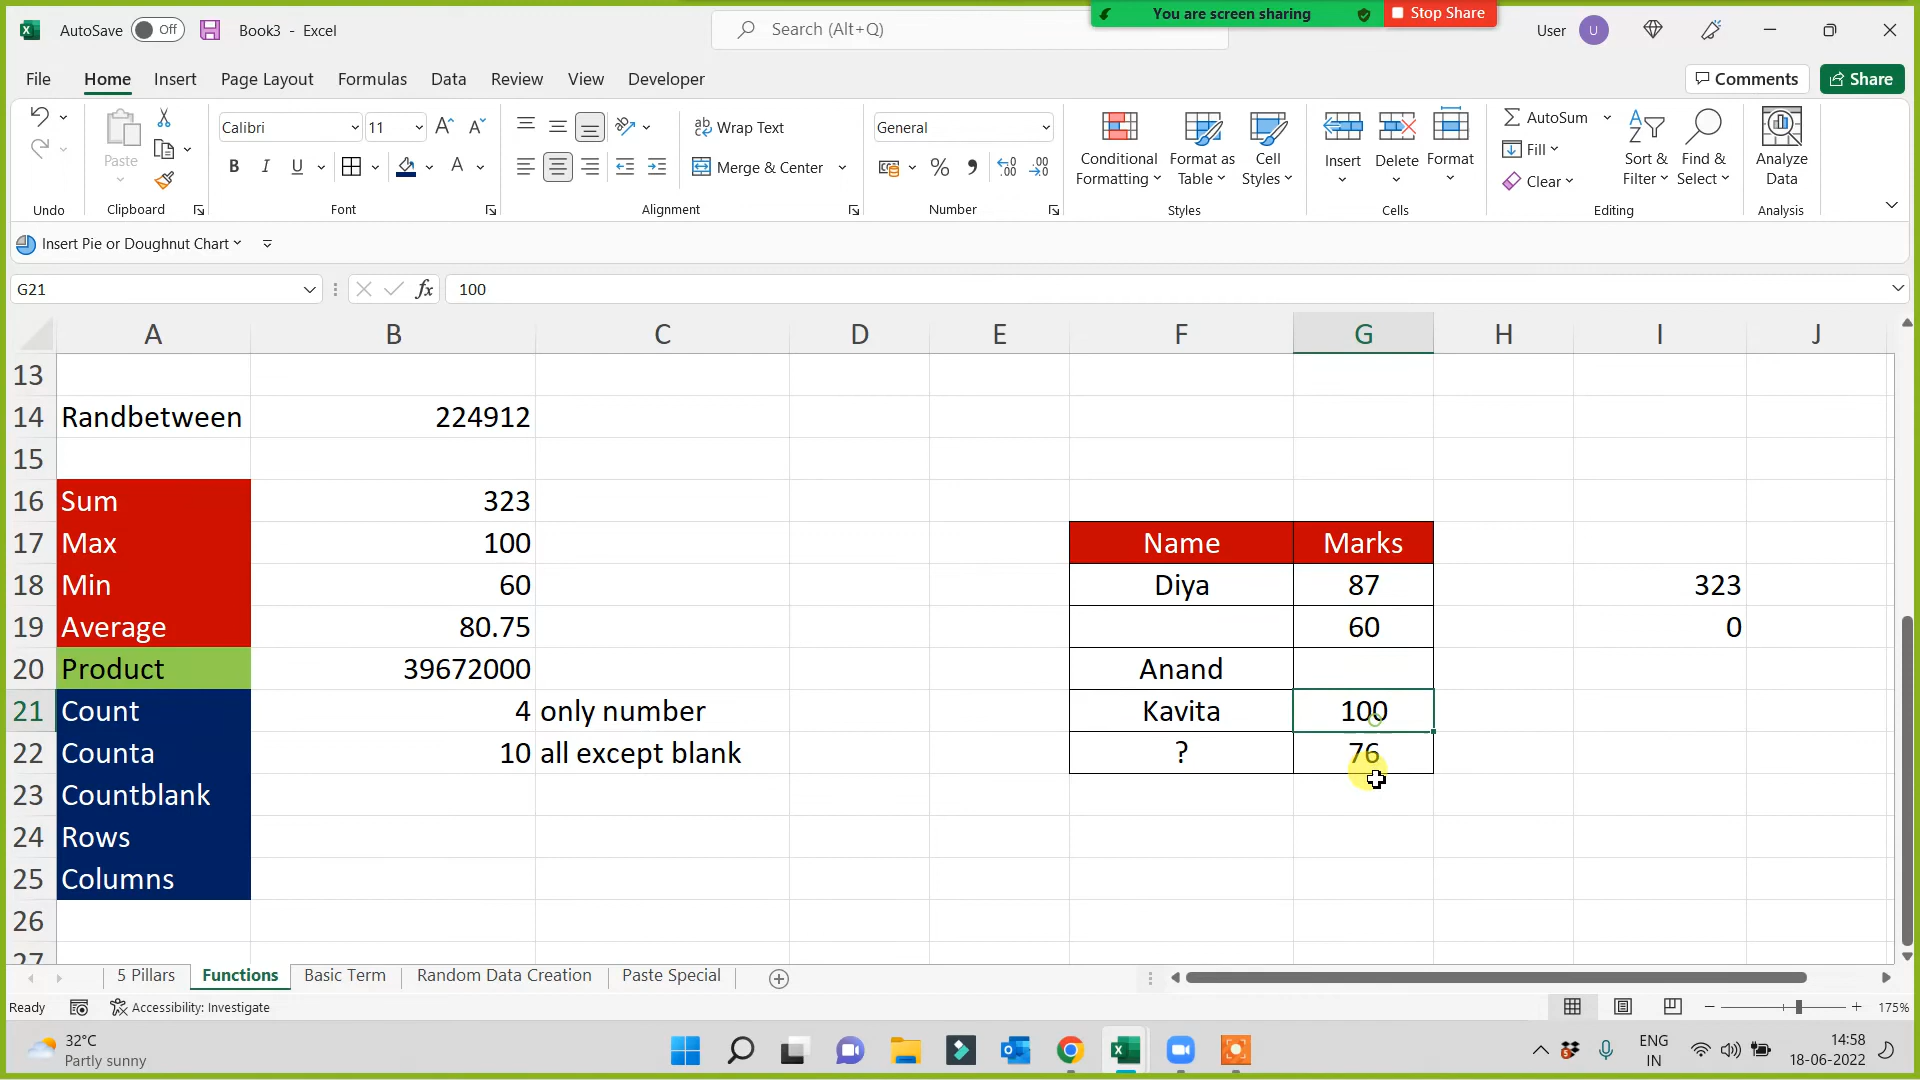 You are screen sharing
Stop Share
AutoSave Off Book3 - Excel
Search (Alt+Q)
User U
File Home Insert Page Layout Formulas Data Review View Developer
Comments Share
Paste
Calibri 11
Wrap Text
General
Merge & Center
Conditional Formatting
Format as Table
Cell Styles
Insert
Delete
Format
AutoSum
Fill
Clear
Sort & Filter
Find & Select
Analyze Data
Undo Clipboard Font Alignment Number Styles Cells Editing Analysis
Insert Pie or Doughnut Chart
G21 fx 100
A B C D E F G H I J
13
14 Randbetween 224912
15
16 Sum 323
17 Max 100 Name Marks
18 Min 60 Diya 87 323
19 Average 80.75 60 0
20 Product 39672000 Anand
21 Count 4 only number Kavita 100
22 Counta 10 all except blank ? 76
23 Countblank
24 Rows
25 Columns
26
27
5 Pillars Functions Basic Term Random Data Creation Paste Special
Ready Accessibility: Investigate 175%
32°C
Partly sunny
ENG
IN
14:58
18-06-2022